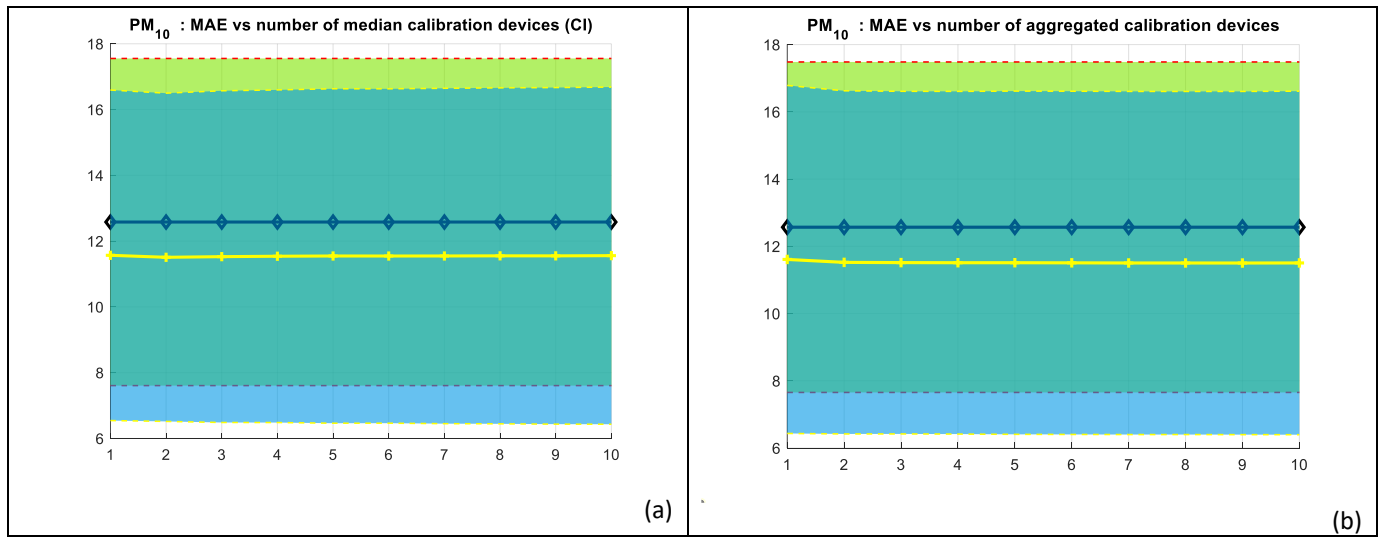 PM10 : MAE vs number of median calibration devices (CI)
18
16
14
12
10
8
6
1 2 3 4 5 6 7 8 9 10
(a)
PM10 : MAE vs number of aggregated calibration devices
18
16
14
12
10
8
6
1 2 3 4 5 6 7 8 9 10
(b)